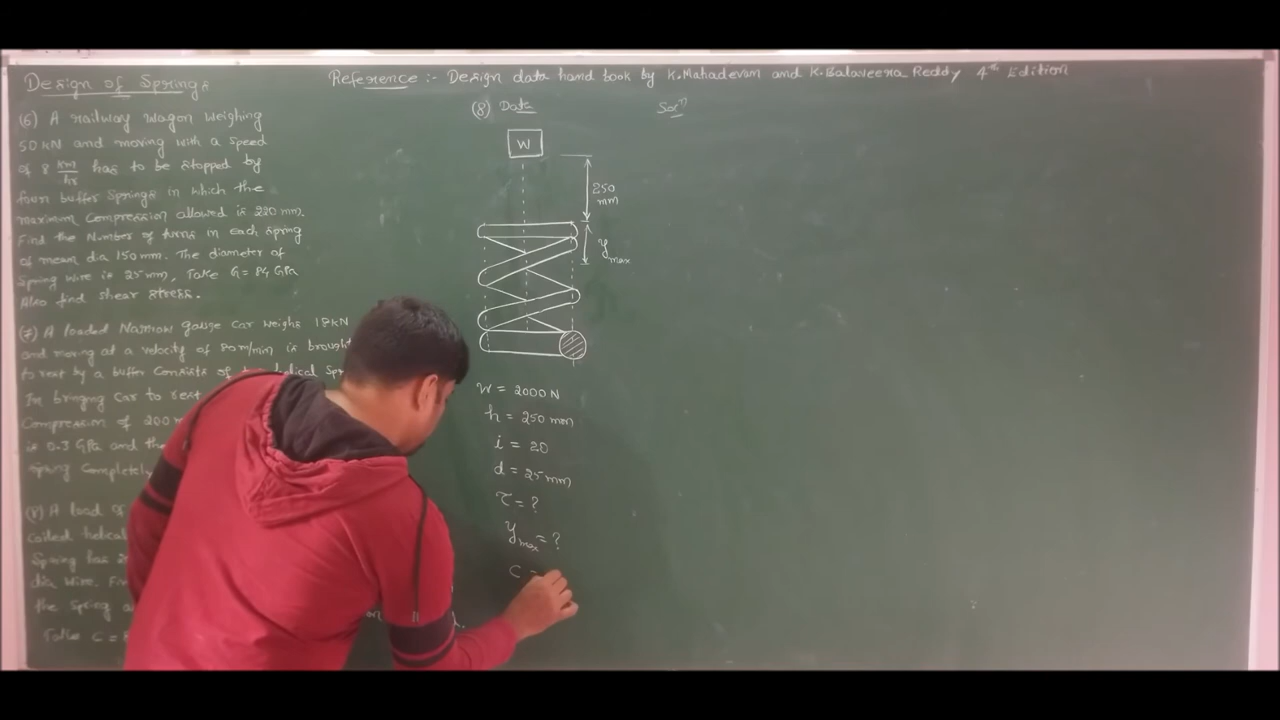 Design of Springs
Reference :- Design data hand book by K.Mahadevan and K.Balaveera Reddy 4th Edition
(6) A railway wagon weighing
50 kN and moving with a speed
of 8 km/hr has to be stopped by
four buffer springs in which the
maximum compression allowed is 220 mm.
Find the Number of turns in each spring
of mean dia 150 mm. The diameter of
spring wire is 25 mm, Take G = 84 GPa
Also find shear stress.
(7) A loaded Narrow gauge car weighs 18 kN
and moving at a velocity of 80 m/min is brought
to rest by a buffer consists of helical
In bringing car to rest
compression of 200
is 0.3 GPa and the
spring completely
(8) A load of
coiled helical
spring has
dia wire.
the spring
Take C = 8
(8) Data
Soln
W
250
mm
ymax
W = 2000 N
h = 250 mm
i = 20
d = 25 mm
τ = ?
ymax = ?
C =